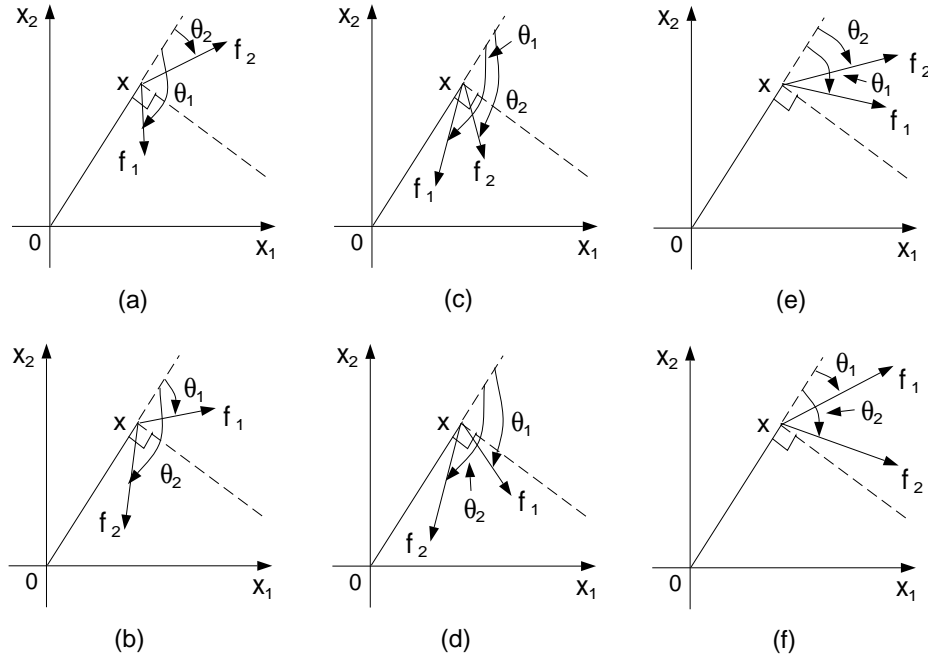 x₂
θ₂
f₂
x
θ₁
f₁
0
x₁
(a)
x₂
θ₁
x
θ₂
f₁
f₂
0
x₁
(c)
x₂
θ₂
f₂
x
θ₁
f₁
0
x₁
(e)
x₂
θ₁
x
f₁
θ₂
f₂
0
x₁
(b)
x₂
x
θ₁
θ₂
f₁
f₂
0
x₁
(d)
x₂
θ₁
f₁
x
θ₂
f₂
0
x₁
(f)